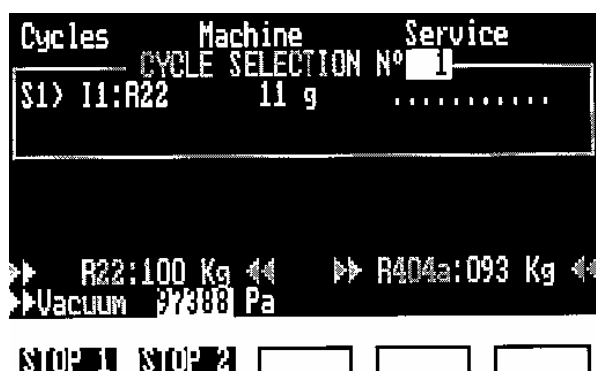 Cycles Machine Service
CYCLE SELECTION Nº 1
S1> I1:R22 11 g ...........
▶▶ R22:100 Kg ◀◀ ▶▶ R404a:093 Kg ◀◀
▶▶Vacuum 97388 Pa
STOP 1 STOP 2